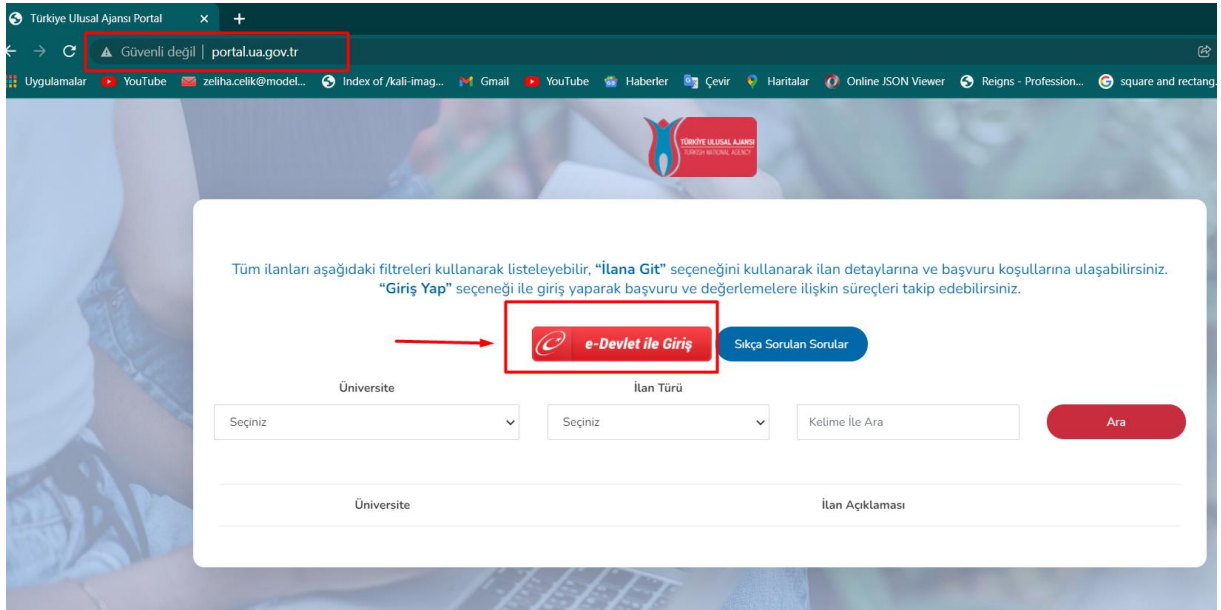 Türkiye Ulusal Ajansı Portal
Güvenli değil | portal.ua.gov.tr
Uygulamalar YouTube zeliha.celik@model... Index of /kali-imag... Gmail YouTube Haberler Çevir Haritalar Online JSON Viewer Reigns - Profession... square and rectang.
TÜRKİYE ULUSAL AJANSI
TURKISH NATIONAL AGENCY
Tüm ilanları aşağıdaki filtreleri kullanarak listeleyebilir, “İlana Git” seçeneğini kullanarak ilan detaylarına ve başvuru koşullarına ulaşabilirsiniz.
“Giriş Yap” seçeneği ile giriş yaparak başvuru ve değerlemelere ilişkin süreçleri takip edebilirsiniz.
e-Devlet ile Giriş Sıkça Sorulan Sorular
Üniversite İlan Türü
Seçiniz Seçiniz Kelime İle Ara Ara
Üniversite İlan Açıklaması